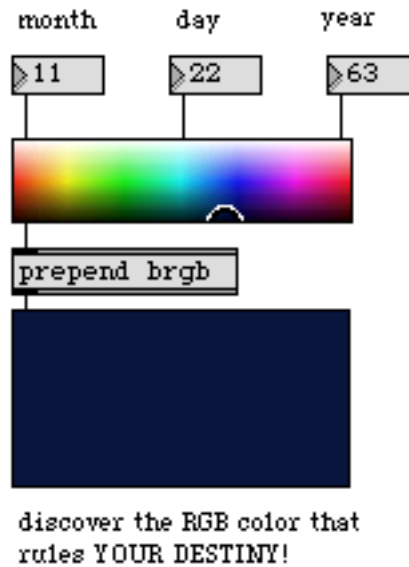 month day year
11 22 63
prepend brgb
discover the RGB color that
rules YOUR DESTINY!